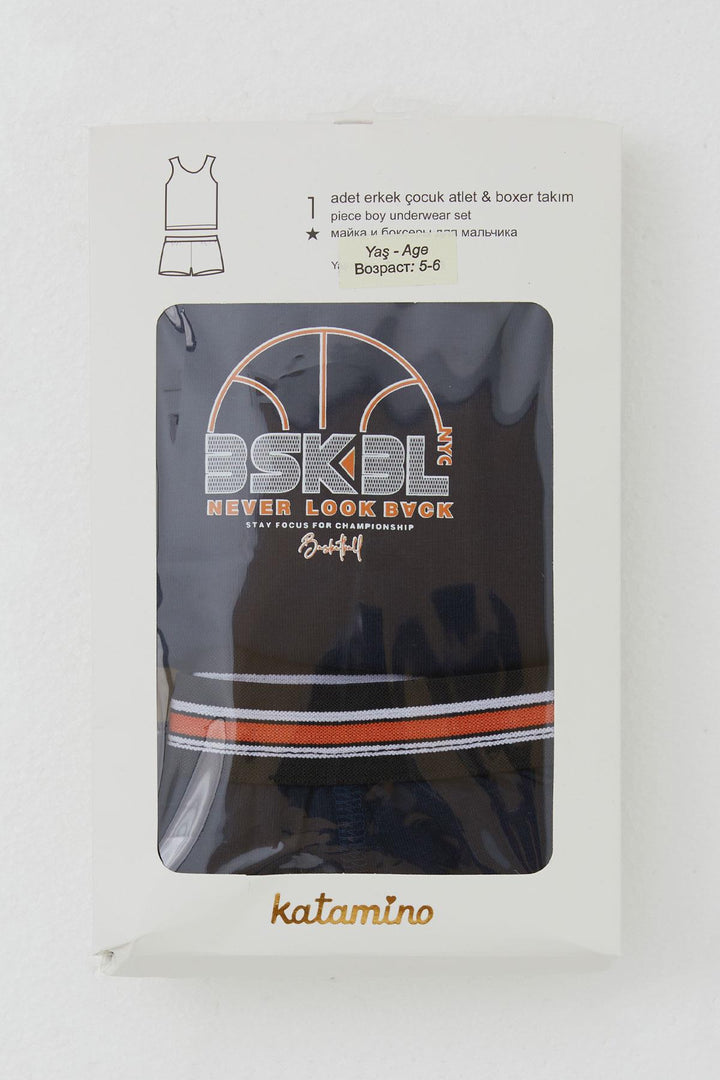 1
adet erkek çocuk atlet & boxer takım
piece boy underwear set
★ майка и боксеры для мальчика
Yaş - Age
Возраст: 5-6
BSKBL
NYC
NEVER LOOK BACK
STAY FOCUS FOR CHAMPIONSHIP
Basketball
katamino